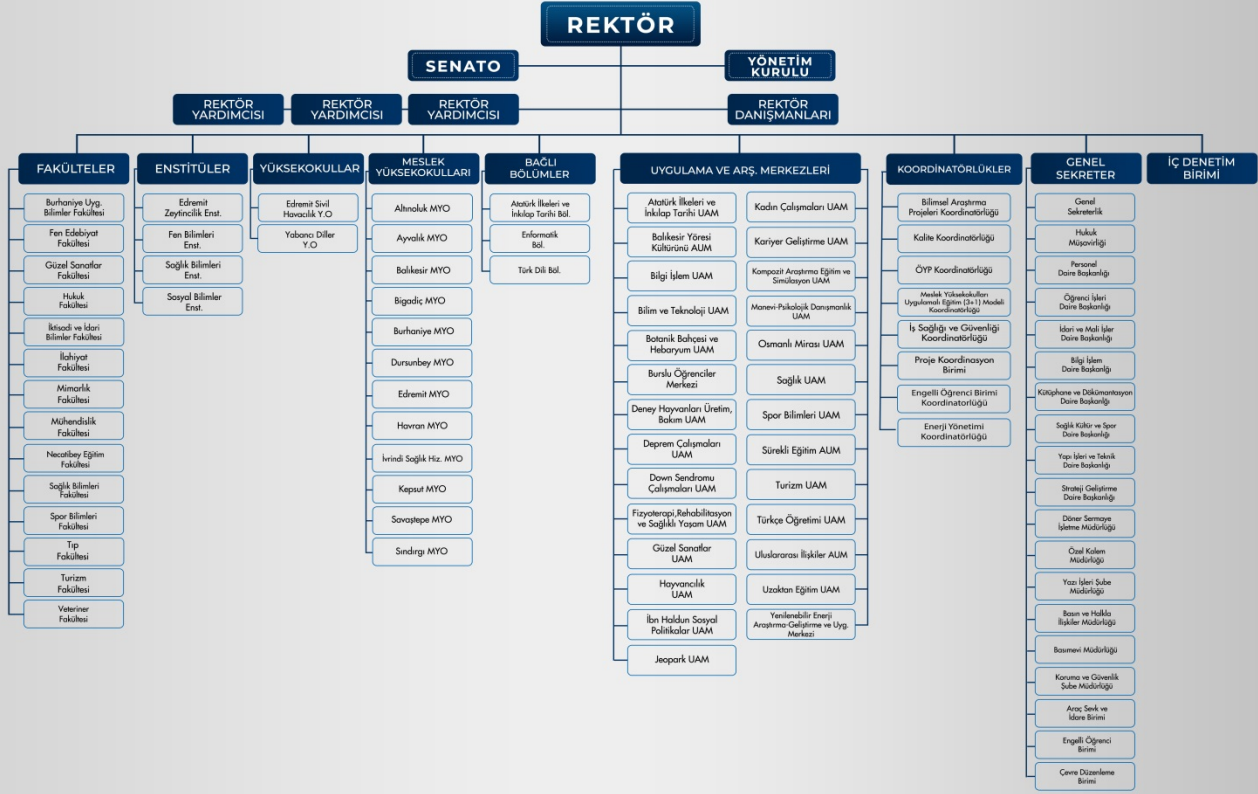 REKTÖR
SENATO
YÖNETİM
KURULU
REKTÖR
YARDIMCISI
REKTÖR
YARDIMCISI
REKTÖR
YARDIMCISI
REKTÖR
DANIŞMANLARI
FAKÜLTELER
Burhaniye Uyg.
Bilimler Fakültesi
Fen Edebiyat
Fakültesi
Güzel Sanatlar
Fakültesi
Hukuk
Fakültesi
İktisadi ve İdari
Bilimler Fakültesi
İlahiyat
Fakültesi
Mimarlık
Fakültesi
Mühendislik
Fakültesi
Necatibey Eğitim
Fakültesi
Sağlık Bilimleri
Fakültesi
Spor Bilimleri
Fakültesi
Tıp
Fakültesi
Turizm
Fakültesi
Veteriner
Fakültesi
ENSTİTÜLER
Edremit
Zeytincilik Enst.
Fen Bilimleri
Enst.
Sağlık Bilimleri
Enst.
Sosyal Bilimler
Enst.
YÜKSEKOKULLAR
Edremit Sivil
Havacılık Y.O
Yabancı Diller
Y.O
MESLEK
YÜKSEKOKULLARI
Altınoluk MYO
Ayvalık MYO
Balıkesir MYO
Bigadiç MYO
Burhaniye MYO
Dursunbey MYO
Edremit MYO
Havran MYO
İvrindi Sağlık Hiz. MYO
Kepsut MYO
Savaştepe MYO
Sındırgı MYO
BAĞLI
BÖLÜMLER
Atatürk İlkeleri ve
İnkılap Tarihi Böl.
Enformatik
Böl.
Türk Dili Böl.
UYGULAMA VE ARŞ. MERKEZLERİ
Atatürk İlkeleri ve
İnkılap Tarihi UAM
Balıkesir Yöresi
Kültürünü AUM
Bilgi İşlem UAM
Bilim ve Teknoloji UAM
Botanik Bahçesi ve
Hebaryum UAM
Burslu Öğrenciler
Merkezi
Deney Hayvanları Üretim,
Bakım UAM
Deprem Çalışmaları
UAM
Down Sendromu
Çalışmaları UAM
Fizyoterapi,Rehabilitasyon
ve Sağlıklı Yaşam UAM
Güzel Sanatlar
UAM
Hayvancılık
UAM
İbn Haldun Sosyal
Politikalar UAM
Jeopark UAM
Kadın Çalışmaları UAM
Kariyer Geliştirme UAM
Kompozit Araştırma Eğitim ve
Simülasyon UAM
Manevi-Psikolojik Danışmanlık
UAM
Osmanlı Mirası UAM
Sağlık UAM
Spor Bilimleri UAM
Sürekli Eğitim AUM
Turizm UAM
Türkçe Öğretimi UAM
Uluslararası İlişkiler AUM
Uzaktan Eğitim UAM
Yenilenebilir Enerji
Araştırma-Geliştirme ve Uyg.
Merkezi
KOORDİNATÖRLÜKLER
Bilimsel Araştırma
Projeleri Koordinatörlüğü
Kalite Koordinatörlüğü
ÖYP Koordinatörlüğü
Meslek Yüksekokulları
Uygulamalı Eğitim (3+1) Modeli
Koordinatörlüğü
İş Sağlığı ve Güvenliği
Koordinatörlüğü
Proje Koordinasyon
Birimi
Engelli Öğrenci Birimi
Koordinatorlüğü
Enerji Yönetimi
Koordinatörlüğü
GENEL
SEKRETER
Genel
Sekreterlik
Hukuk
Müşavirliği
Personel
Daire Başkanlığı
Öğrenci İşleri
Daire Başkanlığı
İdari ve Mali İşler
Daire Başkanlığı
Bilgi İşlem
Daire Başkanlığı
Kütüphane ve Dökümantasyon
Daire Başkanlığı
Sağlık Kültür ve Spor
Daire Başkanlığı
Yapı İşleri ve Teknik
Daire Başkanlığı
Strateji Geliştirme
Daire Başkanlığı
Döner Sermaye
İşletme Müdürlüğü
Özel Kalem
Müdürlüğü
Yazı İşleri Şube
Müdürlüğü
Basın ve Halkla
İlişkiler Müdürlüğü
Basımevi Müdürlüğü
Koruma ve Güvenlik
Şube Müdürlüğü
Araç Sevk ve
İdare Birimi
Engelli Öğrenci
Birimi
Çevre Düzenleme
Birimi
İÇ DENETİM
BİRİMİ